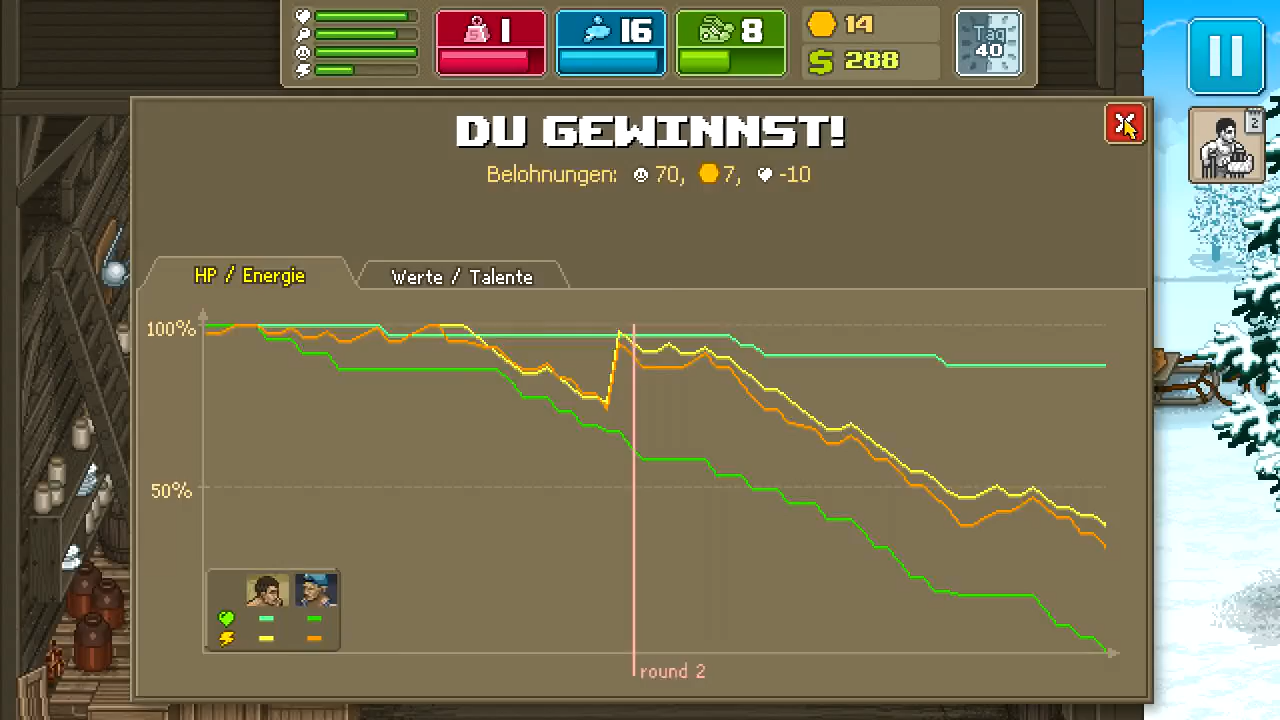 1
16
8
14
288
Tag
40
2
DU GEWINNST!
Belohnungen: 70, 7, -10
HP / Energie
Werte / Talente
100%
50%
round 2